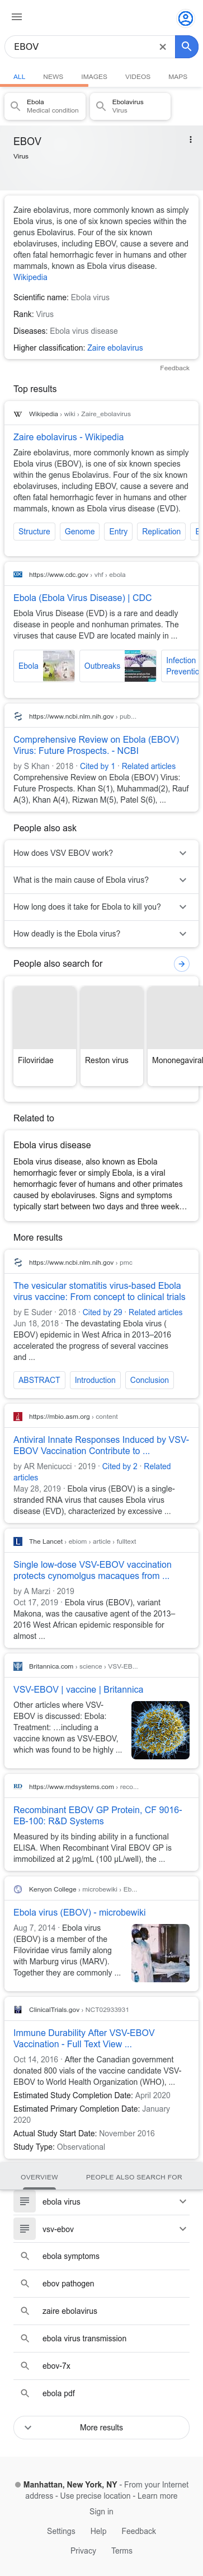 EBOV
ALL NEWS IMAGES VIDEOS MAPS
Ebola
Medical condition
Ebolavirus
Virus
EBOV
Virus
Zaire ebolavirus, more commonly known as simply
Ebola virus, is one of six known species within the
genus Ebolavirus. Four of the six known
ebolaviruses, including EBOV, cause a severe and
often fatal hemorrhagic fever in humans and other
mammals, known as Ebola virus disease.
Wikipedia
Scientific name: Ebola virus
Rank: Virus
Diseases: Ebola virus disease
Higher classification: Zaire ebolavirus
Feedback
Top results
W Wikipedia › wiki › Zaire_ebolavirus
Zaire ebolavirus - Wikipedia
Zaire ebolavirus, more commonly known as simply
Ebola virus (EBOV), is one of six known species
within the genus Ebolavirus. Four of the six known
ebolaviruses, including EBOV, cause a severe and
often fatal hemorrhagic fever in humans and other
mammals, known as Ebola virus disease (EVD).
Structure Genome Entry Replication E
https://www.cdc.gov › vhf › ebola
Ebola (Ebola Virus Disease) | CDC
Ebola Virus Disease (EVD) is a rare and deadly
disease in people and nonhuman primates. The
viruses that cause EVD are located mainly in ...
Ebola Outbreaks Infection
Preventic
https://www.ncbi.nlm.nih.gov › pub...
Comprehensive Review on Ebola (EBOV)
Virus: Future Prospects. - NCBI
by S Khan · 2018 · Cited by 1 · Related articles
Comprehensive Review on Ebola (EBOV) Virus:
Future Prospects. Khan S(1), Muhammad(2), Rauf
A(3), Khan A(4), Rizwan M(5), Patel S(6), ...
People also ask
How does VSV EBOV work?
What is the main cause of Ebola virus?
How long does it take for Ebola to kill you?
How deadly is the Ebola virus?
People also search for
Filoviridae Reston virus Mononegaviral
Related to
Ebola virus disease
Ebola virus disease, also known as Ebola
hemorrhagic fever or simply Ebola, is a viral
hemorrhagic fever of humans and other primates
caused by ebolaviruses. Signs and symptoms
typically start between two days and three week…
More results
https://www.ncbi.nlm.nih.gov › pmc
The vesicular stomatitis virus-based Ebola
virus vaccine: From concept to clinical trials
by E Suder · 2018 · Cited by 29 · Related articles
Jun 18, 2018 · The devastating Ebola virus (
EBOV) epidemic in West Africa in 2013–2016
accelerated the progress of several vaccines
and ...
ABSTRACT Introduction Conclusion
https://mbio.asm.org › content
Antiviral Innate Responses Induced by VSV-
EBOV Vaccination Contribute to ...
by AR Menicucci · 2019 · Cited by 2 · Related
articles
May 28, 2019 · Ebola virus (EBOV) is a single-
stranded RNA virus that causes Ebola virus
disease (EVD), characterized by excessive ...
L The Lancet › ebiom › article › fulltext
Single low-dose VSV-EBOV vaccination
protects cynomolgus macaques from ...
by A Marzi · 2019
Oct 17, 2019 · Ebola virus (EBOV), variant
Makona, was the causative agent of the 2013–
2016 West African epidemic responsible for
almost ...
Britannica.com › science › VSV-EB...
VSV-EBOV | vaccine | Britannica
Other articles where VSV-
EBOV is discussed: Ebola:
Treatment: …including a
vaccine known as VSV-EBOV,
which was found to be highly ...
RD https://www.rndsystems.com › reco...
Recombinant EBOV GP Protein, CF 9016-
EB-100: R&D Systems
Measured by its binding ability in a functional
ELISA. When Recombinant Viral EBOV GP is
immobilized at 2 µg/mL (100 µL/well), the ...
Kenyon College › microbewiki › Eb...
Ebola virus (EBOV) - microbewiki
Aug 7, 2014 · Ebola virus
(EBOV) is a member of the
Filoviridae virus family along
with Marburg virus (MARV).
Together they are commonly ...
ClinicalTrials.gov › NCT02933931
Immune Durability After VSV-EBOV
Vaccination - Full Text View ...
Oct 14, 2016 · After the Canadian government
donated 800 vials of the vaccine candidate VSV-
EBOV to World Health Organization (WHO), ...
Estimated Study Completion Date: April 2020
Estimated Primary Completion Date: January
2020
Actual Study Start Date: November 2016
Study Type: Observational
OVERVIEW PEOPLE ALSO SEARCH FOR
ebola virus
vsv-ebov
ebola symptoms
ebov pathogen
zaire ebolavirus
ebola virus transmission
ebov-7x
ebola pdf
More results
Manhattan, New York, NY - From your Internet
address - Use precise location - Learn more
Sign in
Settings Help Feedback
Privacy Terms